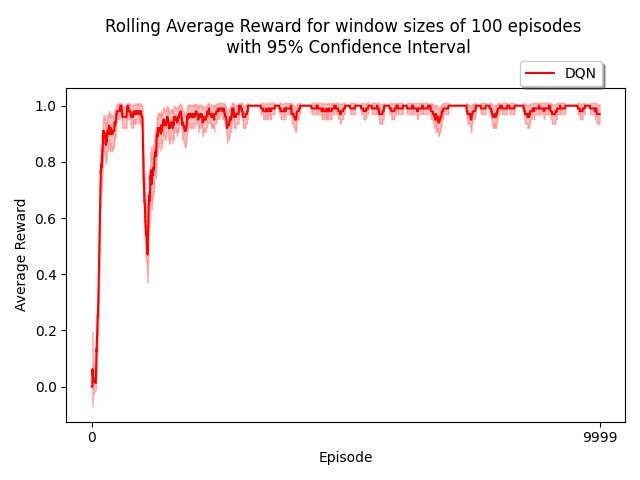 Rolling Average Reward for window sizes of 100 episodes
with 95% Confidence Interval
DQN
1.0
0.8
0.6
0.4
0.2
0.0
Average Reward
0
9999
Episode